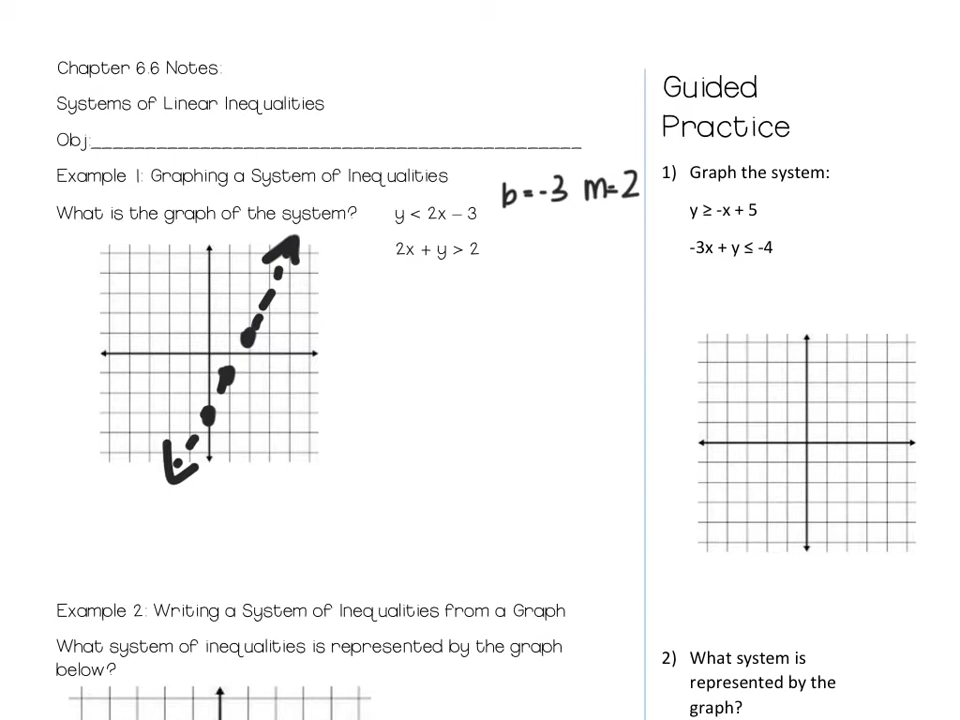 Chapter 6.6 Notes:
Systems of Linear Inequalities
Obj:_______________________________________________
Example 1: Graphing a System of Inequalities
b = -3 m=2
What is the graph of the system? y < 2x – 3
2x + y > 2
Example 2: Writing a System of Inequalities from a Graph
What system of inequalities is represented by the graph
below?
Guided
Practice
1) Graph the system:
y ≥ -x + 5
-3x + y ≤ -4
2) What system is
represented by the
graph?